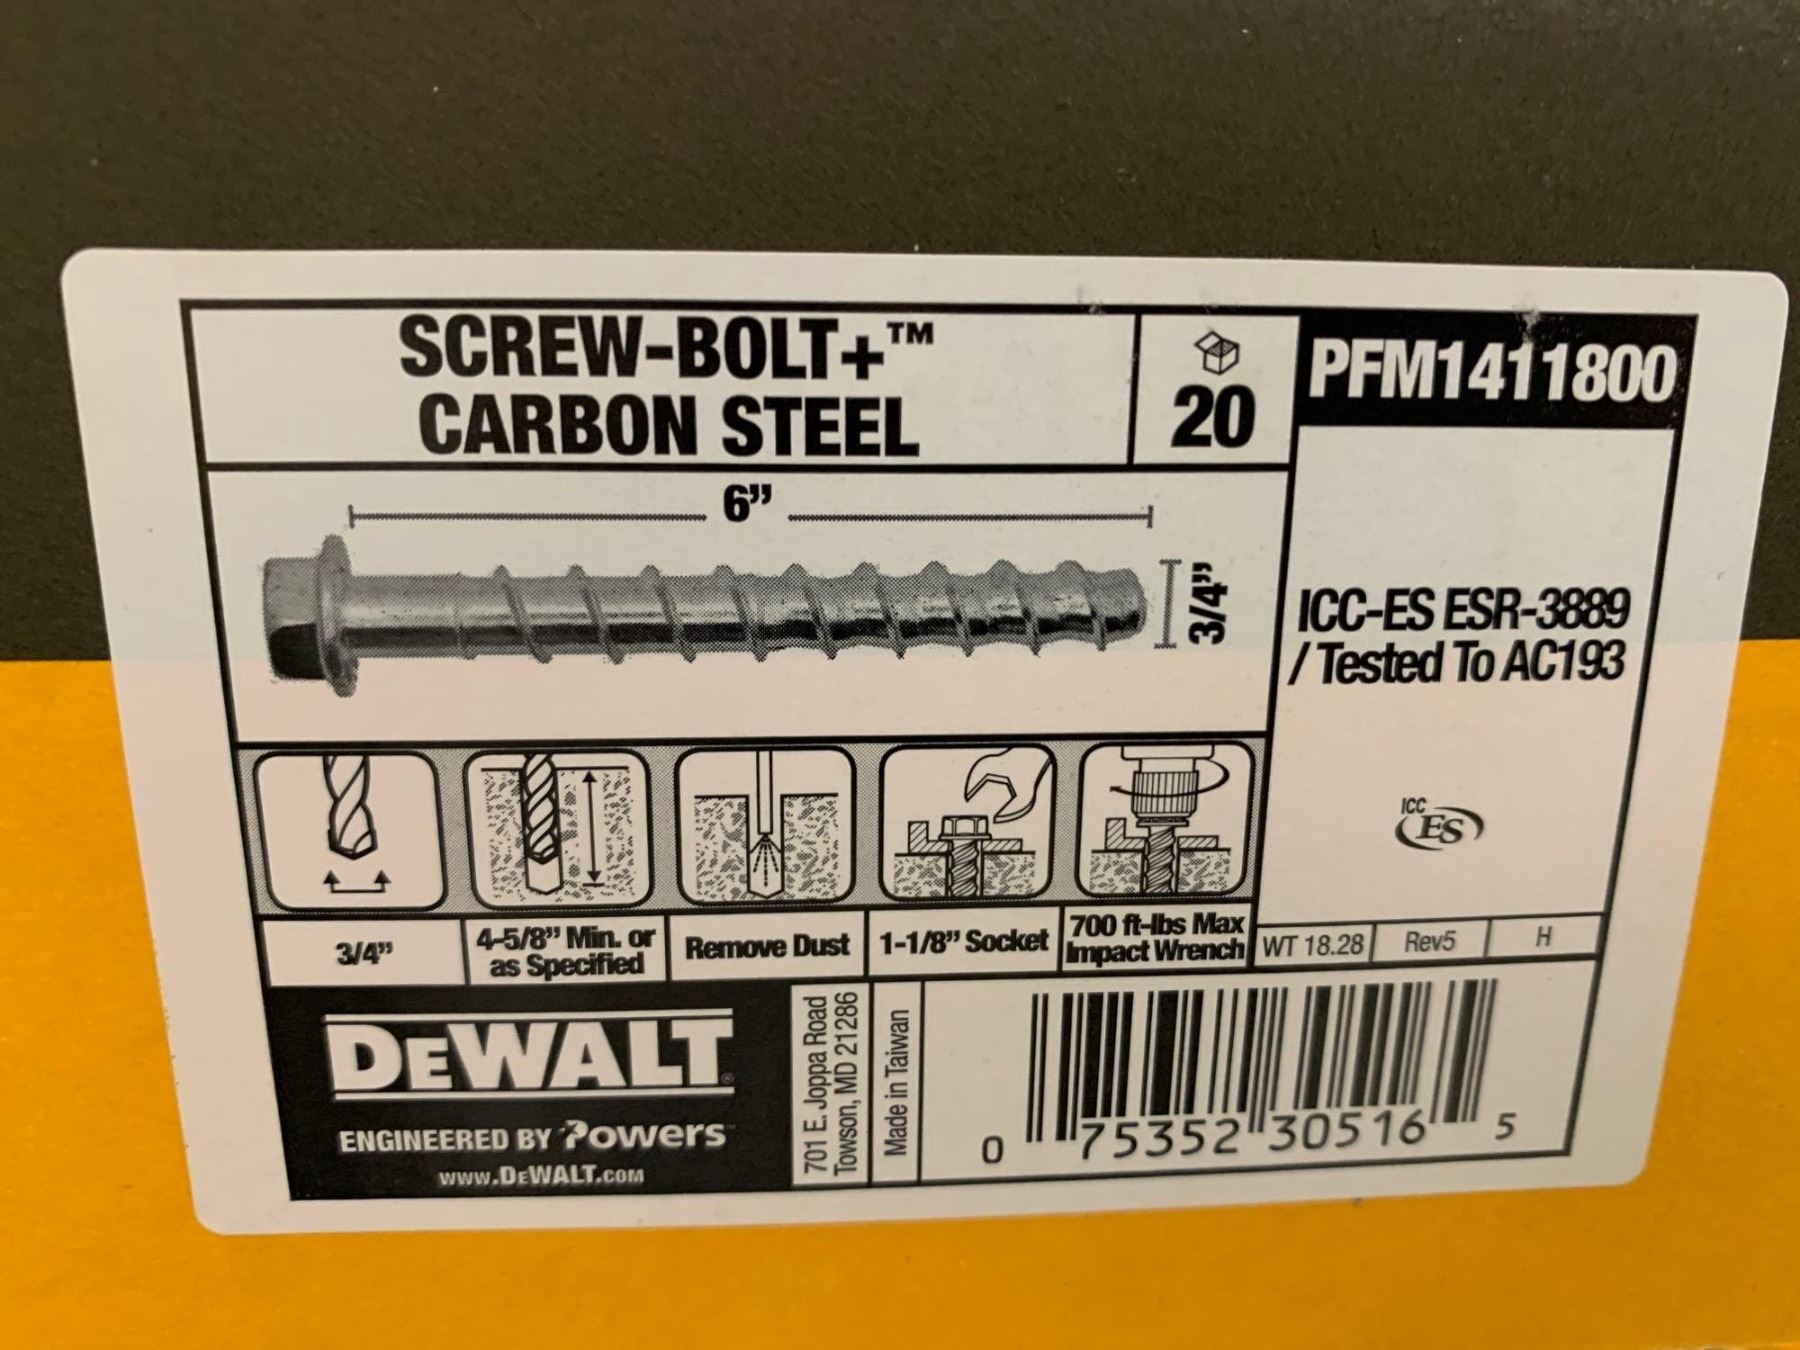 SCREW-BOLT+™
CARBON STEEL
20
PFM1411800
6”
3/4”
ICC-ES ESR-3889
/ Tested To AC193
ICC
ES
3/4”
4-5/8” Min. or
as Specified
Remove Dust
1-1/8” Socket
700 ft-lbs Max
Impact Wrench
WT 18.28
Rev5
H
DEWALT®
ENGINEERED BY Powers
WWW.DEWALT.COM
701 E. Joppa Road
Towson, MD 21286
Made in Taiwan
0 75352 30516 5